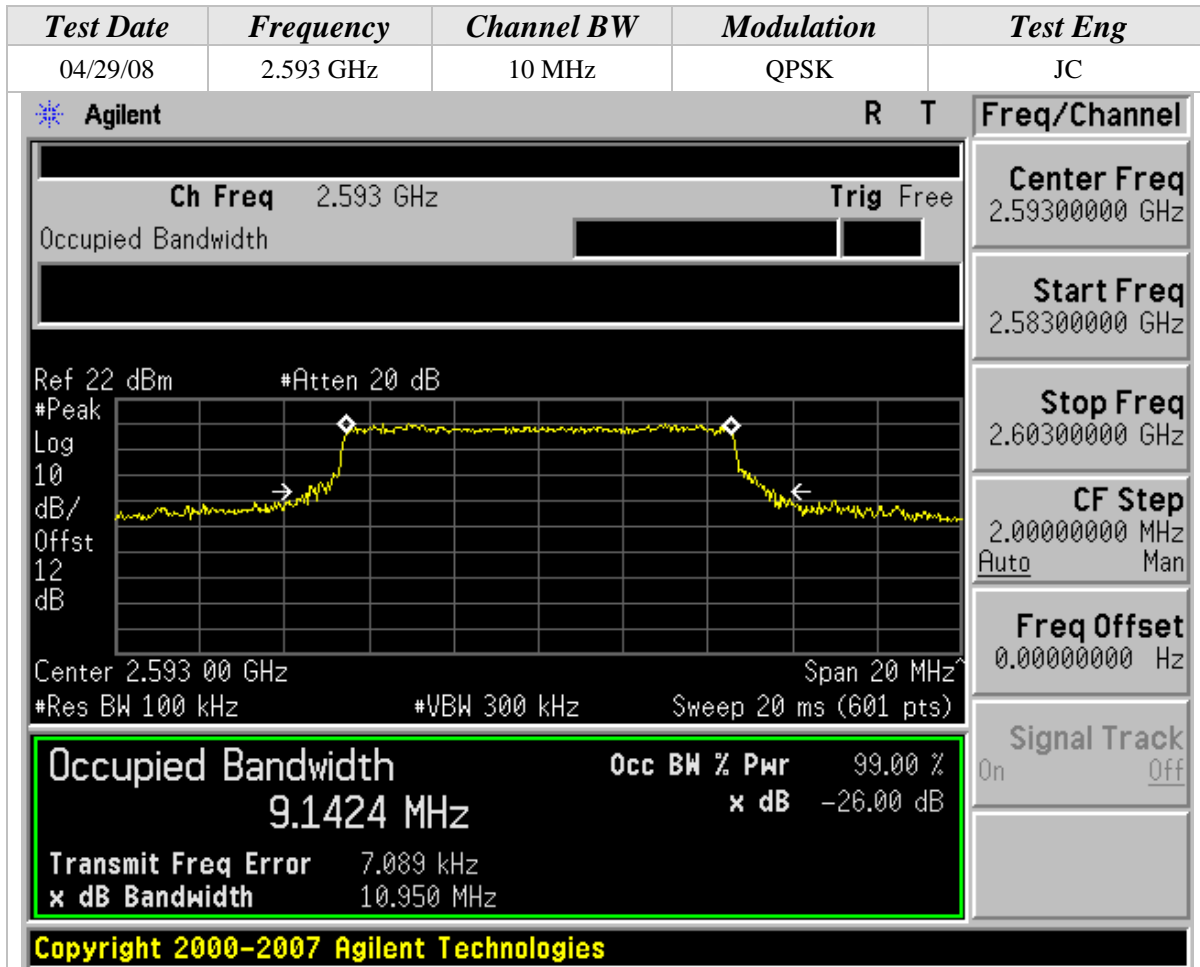 Test Date Frequency Channel BW Modulation Test Eng
04/29/08 2.593 GHz 10 MHz QPSK JC
Agilent R T Freq/Channel
Ch Freq 2.593 GHz Trig Free
Occupied Bandwidth
Center Freq
2.59300000 GHz
Start Freq
2.58300000 GHz
Stop Freq
2.60300000 GHz
CF Step
2.00000000 MHz
Auto Man
Freq Offset
0.00000000 Hz
Signal Track
On Off
Ref 22 dBm #Atten 20 dB
#Peak
Log
10
dB/
Offst
12
dB
Center 2.593 00 GHz Span 20 MHz^
#Res BW 100 kHz #VBW 300 kHz Sweep 20 ms (601 pts)
Occupied Bandwidth Occ BW % Pwr 99.00 %
9.1424 MHz x dB -26.00 dB
Transmit Freq Error 7.089 kHz
x dB Bandwidth 10.950 MHz
Copyright 2000-2007 Agilent Technologies